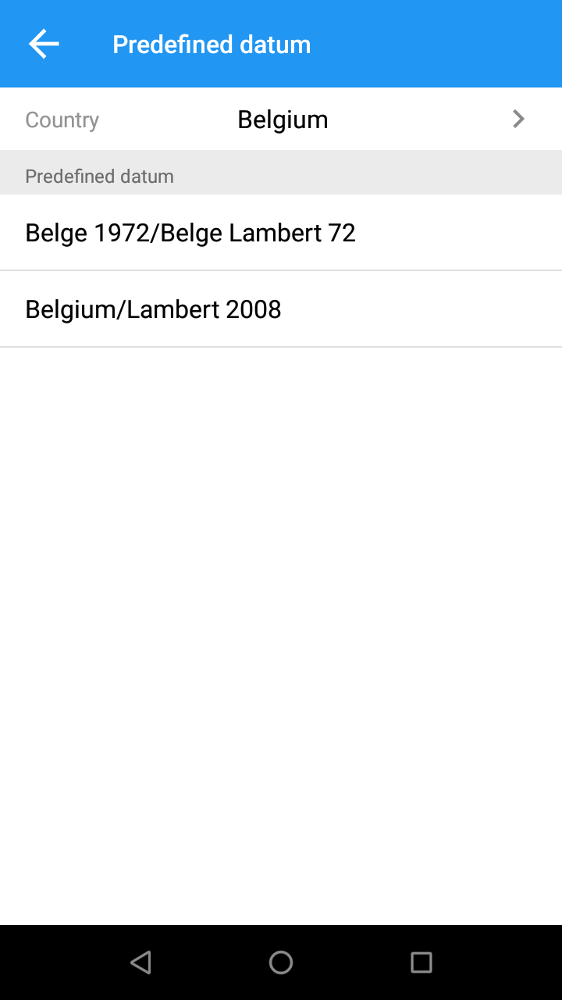 Predefined datum
Country Belgium
Predefined datum
Belge 1972/Belge Lambert 72
Belgium/Lambert 2008